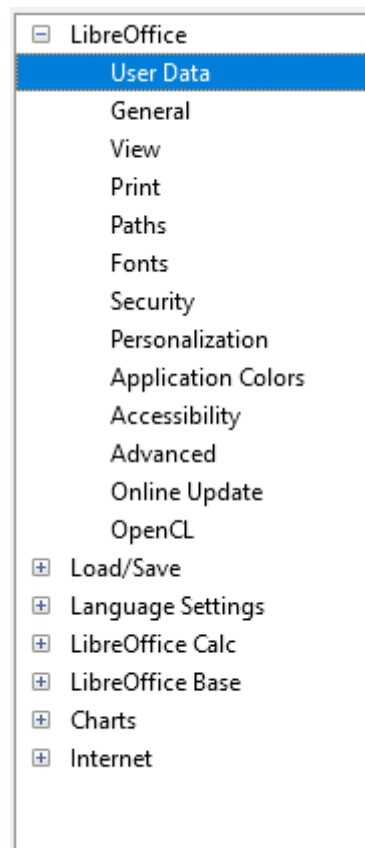 LibreOffice
User Data
General
View
Print
Paths
Fonts
Security
Personalization
Application Colors
Accessibility
Advanced
Online Update
OpenCL
Load/Save
Language Settings
LibreOffice Calc
LibreOffice Base
Charts
Internet